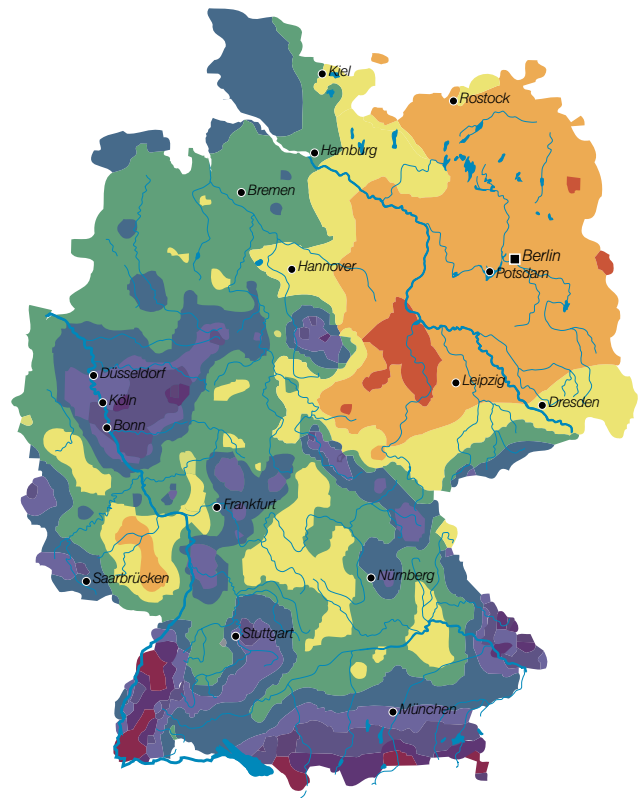 Kiel
Rostock
Hamburg
Bremen
Berlin
Hannover
Potsdam
Düsseldorf
Leipzig
Köln
Dresden
Bonn
Frankfurt
Saarbrücken
Nürnberg
Stuttgart
München